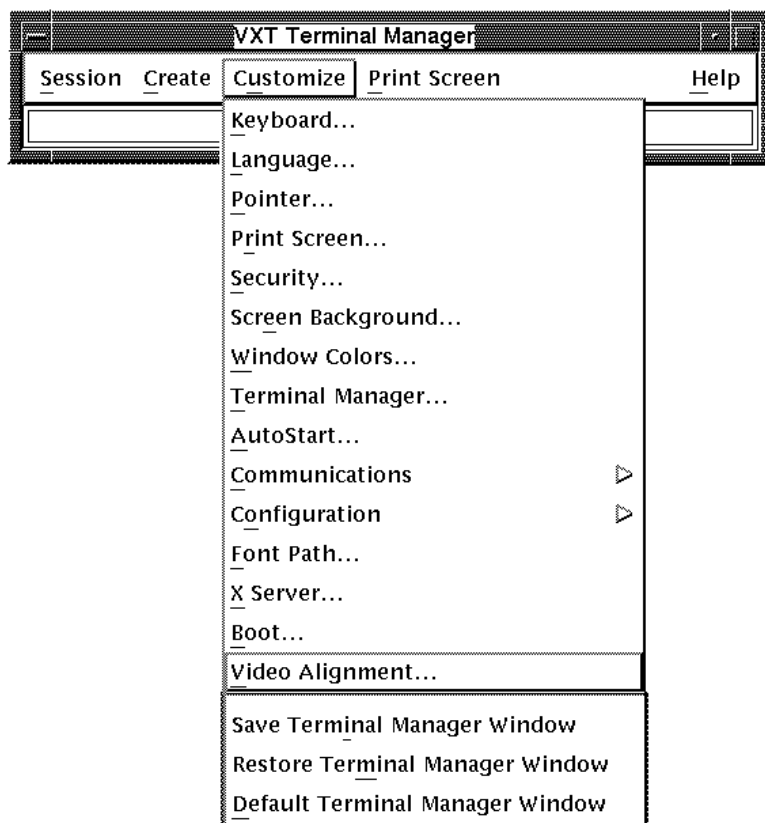 VXT Terminal Manager
Session Create Customize Print Screen Help
Keyboard...
Language...
Pointer...
Print Screen...
Security...
Screen Background...
Window Colors...
Terminal Manager...
AutoStart...
Communications
Configuration
Font Path...
X Server...
Boot...
Video Alignment...
Save Terminal Manager Window
Restore Terminal Manager Window
Default Terminal Manager Window